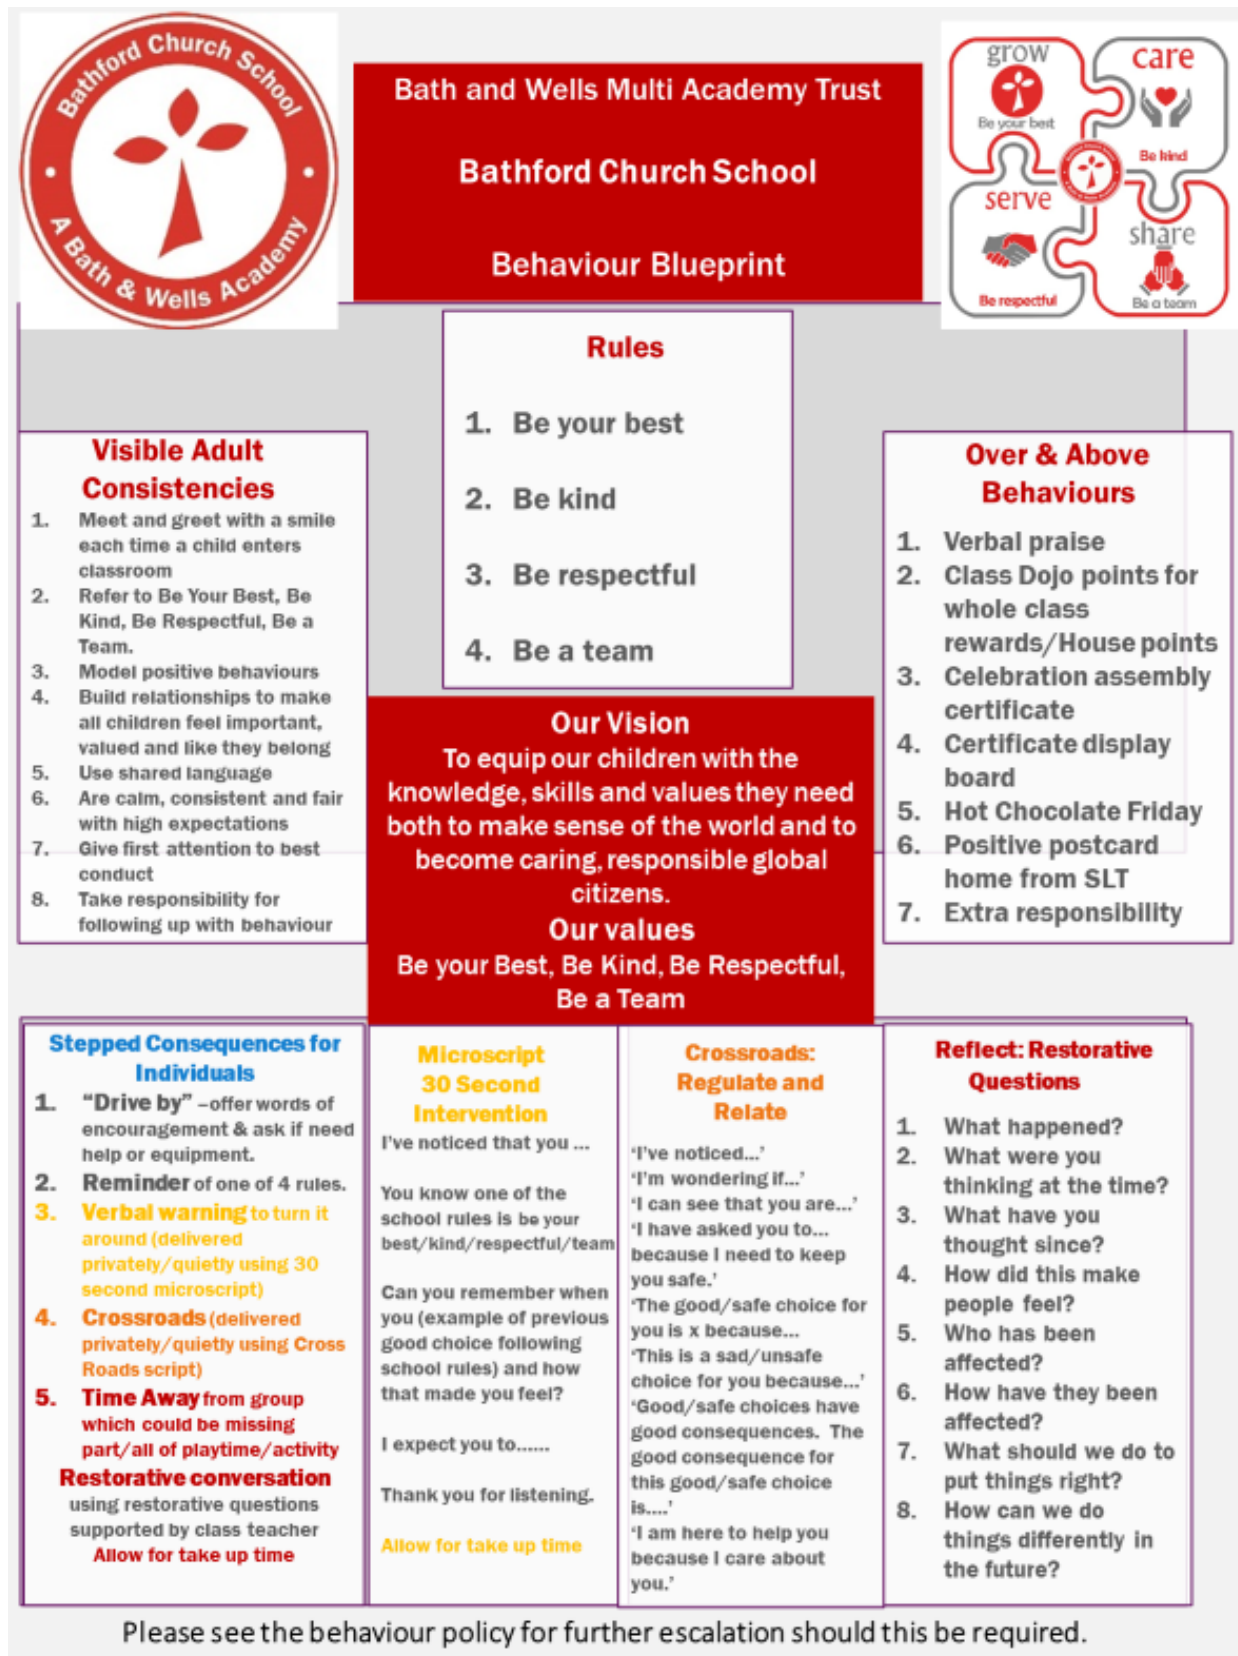 Bathford Church School
A Bath & Wells Academy
Bath and Wells Multi Academy Trust
Bathford Church School
Behaviour Blueprint
grow
Be your best
care
Be kind
serve
Be respectful
share
Be a team
Rules
1. Be your best
2. Be kind
3. Be respectful
4. Be a team
Visible Adult
Consistencies
1. Meet and greet with a smile
each time a child enters
classroom
2. Refer to Be Your Best, Be
Kind, Be Respectful, Be a
Team.
3. Model positive behaviours
4. Build relationships to make
all children feel important,
valued and like they belong
5. Use shared language
6. Are calm, consistent and fair
with high expectations
7. Give first attention to best
conduct
8. Take responsibility for
following up with behaviour
Our Vision
To equip our children with the
knowledge, skills and values they need
both to make sense of the world and to
become caring, responsible global
citizens.
Our values
Be your Best, Be Kind, Be Respectful,
Be a Team
Over & Above
Behaviours
1. Verbal praise
2. Class Dojo points for
whole class
rewards/House points
3. Celebration assembly
certificate
4. Certificate display
board
5. Hot Chocolate Friday
6. Positive postcard
home from SLT
7. Extra responsibility
Stepped Consequences for
Individuals
1. “Drive by” –offer words of
encouragement & ask if need
help or equipment.
2. Reminder of one of 4 rules.
3. Verbal warning to turn it
around (delivered
privately/quietly using 30
second microscript)
4. Crossroads (delivered
privately/quietly using Cross
Roads script)
5. Time Away from group
which could be missing
part/all of playtime/activity
Restorative conversation
using restorative questions
supported by class teacher
Allow for take up time
Microscript
30 Second
Intervention
I’ve noticed that you ...
You know one of the
school rules is be your
best/kind/respectful/team
Can you remember when
you (example of previous
good choice following
school rules) and how
that made you feel?
I expect you to......
Thank you for listening.
Allow for take up time
Crossroads:
Regulate and
Relate
‘I’ve noticed...’
‘I’m wondering if...’
‘I can see that you are...’
‘I have asked you to...
because I need to keep
you safe.’
‘The good/safe choice for
you is x because...
‘This is a sad/unsafe
choice for you because...’
‘Good/safe choices have
good consequences. The
good consequence for
this good/safe choice
is....’
‘I am here to help you
because I care about
you.’
Reflect: Restorative
Questions
1. What happened?
2. What were you
thinking at the time?
3. What have you
thought since?
4. How did this make
people feel?
5. Who has been
affected?
6. How have they been
affected?
7. What should we do to
put things right?
8. How can we do
things differently in
the future?
Please see the behaviour policy for further escalation should this be required.